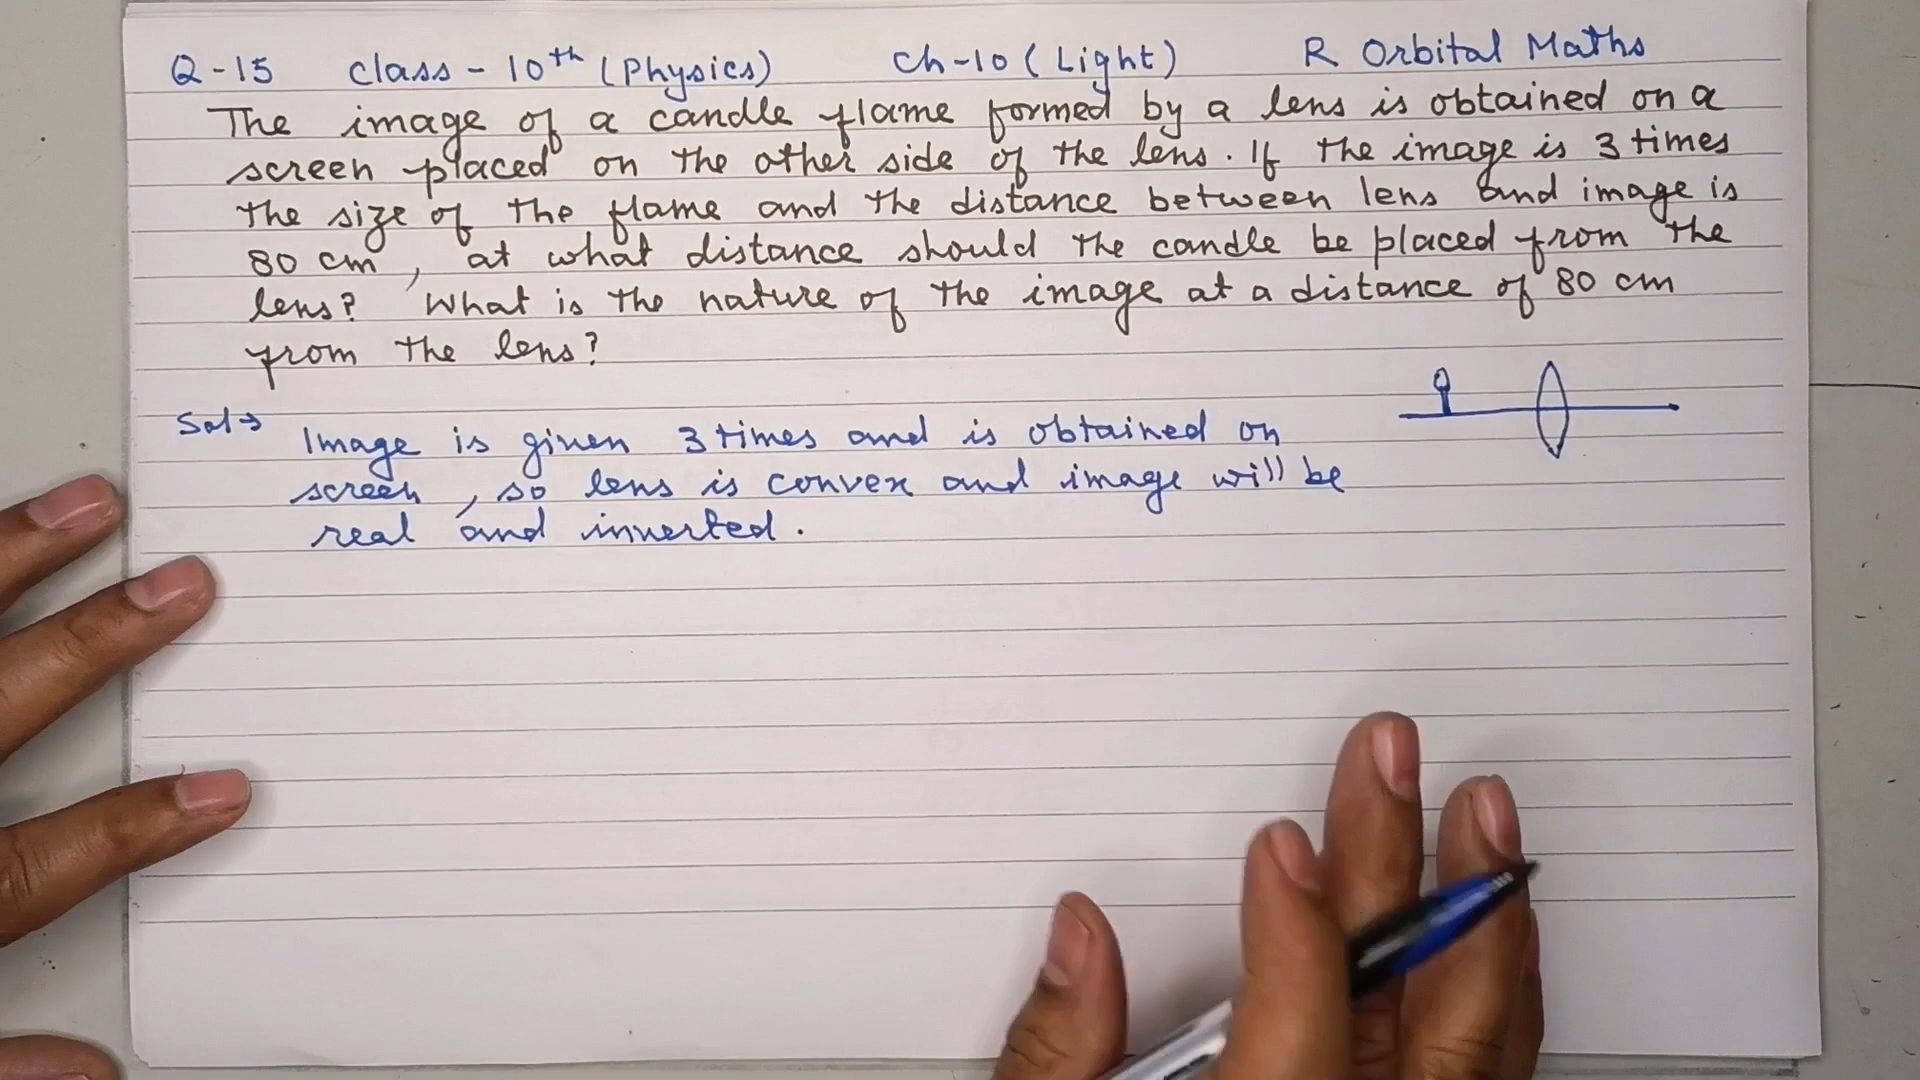 Q-15 Class - 10th (Physics) Ch-10 (Light) R Orbital Maths
The image of a candle flame formed by a lens is obtained on a
screen placed on the other side of the lens. If the image is 3 times
the size of the flame and the distance between lens and image is
80 cm, at what distance should the candle be placed from the
lens? What is the nature of the image at a distance of 80 cm
from the lens?
Sol→ Image is given 3 times and is obtained on
screen, so lens is convex and image will be
real and inverted.